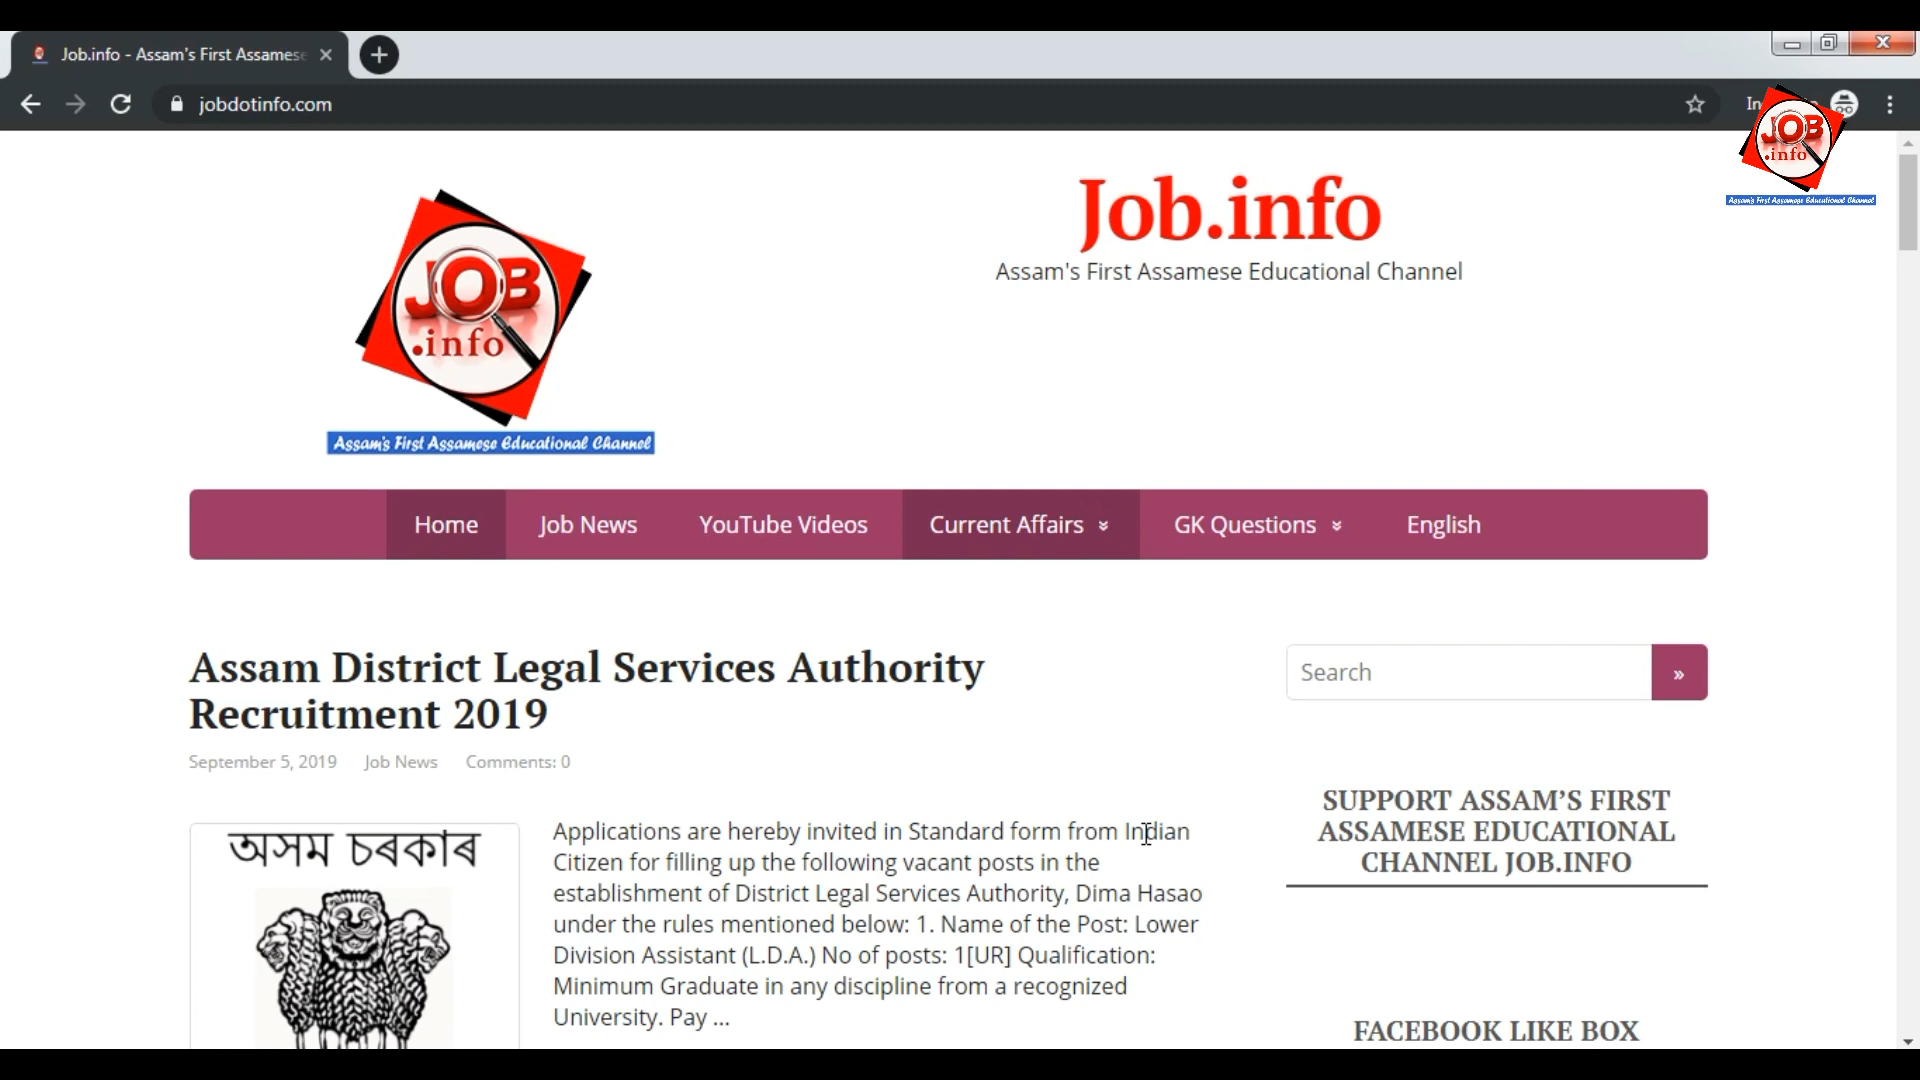 Job.info - Assam's First Assamese
jobdotinfo.com
JOB
.info
Assam's First Assamese Educational Channel
Job.info
Assam's First Assamese Educational Channel
JOB
.info
Assam's First Assamese Educational Channel
Home
Job News
YouTube Videos
Current Affairs
GK Questions
English
Assam District Legal Services Authority
Recruitment 2019
September 5, 2019 Job News Comments: 0
অসম চৰকাৰ
Applications are hereby invited in Standard form from Indian
Citizen for filling up the following vacant posts in the
establishment of District Legal Services Authority, Dima Hasao
under the rules mentioned below: 1. Name of the Post: Lower
Division Assistant (L.D.A.) No of posts: 1[UR] Qualification:
Minimum Graduate in any discipline from a recognized
University. Pay ...
Search
»
SUPPORT ASSAM’S FIRST
ASSAMESE EDUCATIONAL
CHANNEL JOB.INFO
FACEBOOK LIKE BOX